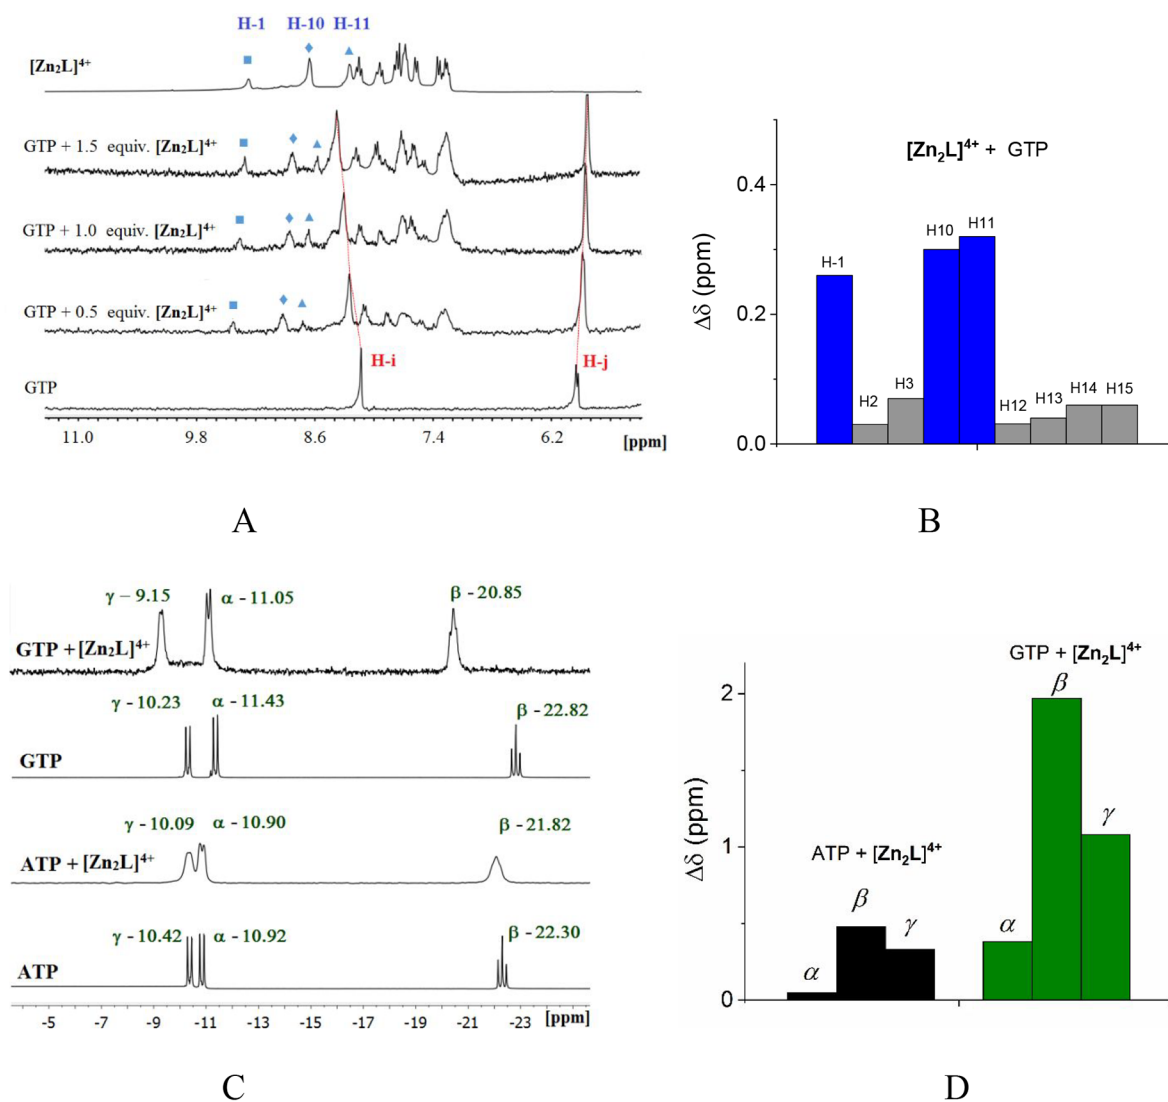 H-1 H-10 H-11
[Zn₂L]⁴⁺
GTP + 1.5 equiv. [Zn₂L]⁴⁺
GTP + 1.0 equiv. [Zn₂L]⁴⁺
GTP + 0.5 equiv. [Zn₂L]⁴⁺
H-i H-j
GTP
11.0 9.8 8.6 7.4 6.2 [ppm]
A
[Zn₂L]⁴⁺ + GTP
Δδ (ppm)
0.4
0.2
0.0
H-1 H2 H3 H10 H11 H12 H13 H14 H15
B
γ – 9.15 α - 11.05 β - 20.85
GTP + [Zn₂L]⁴⁺
γ - 10.23 α - 11.43 β - 22.82
GTP
γ - 10.09 α - 10.90 β - 21.82
ATP + [Zn₂L]⁴⁺
γ - 10.42 α - 10.92 β - 22.30
ATP
-5 -7 -9 -11 -13 -15 -17 -19 -21 -23 [ppm]
C
GTP + [Zn₂L]⁴⁺
Δδ (ppm)
2
1
0
ATP + [Zn₂L]⁴⁺
α β γ
α β γ
D